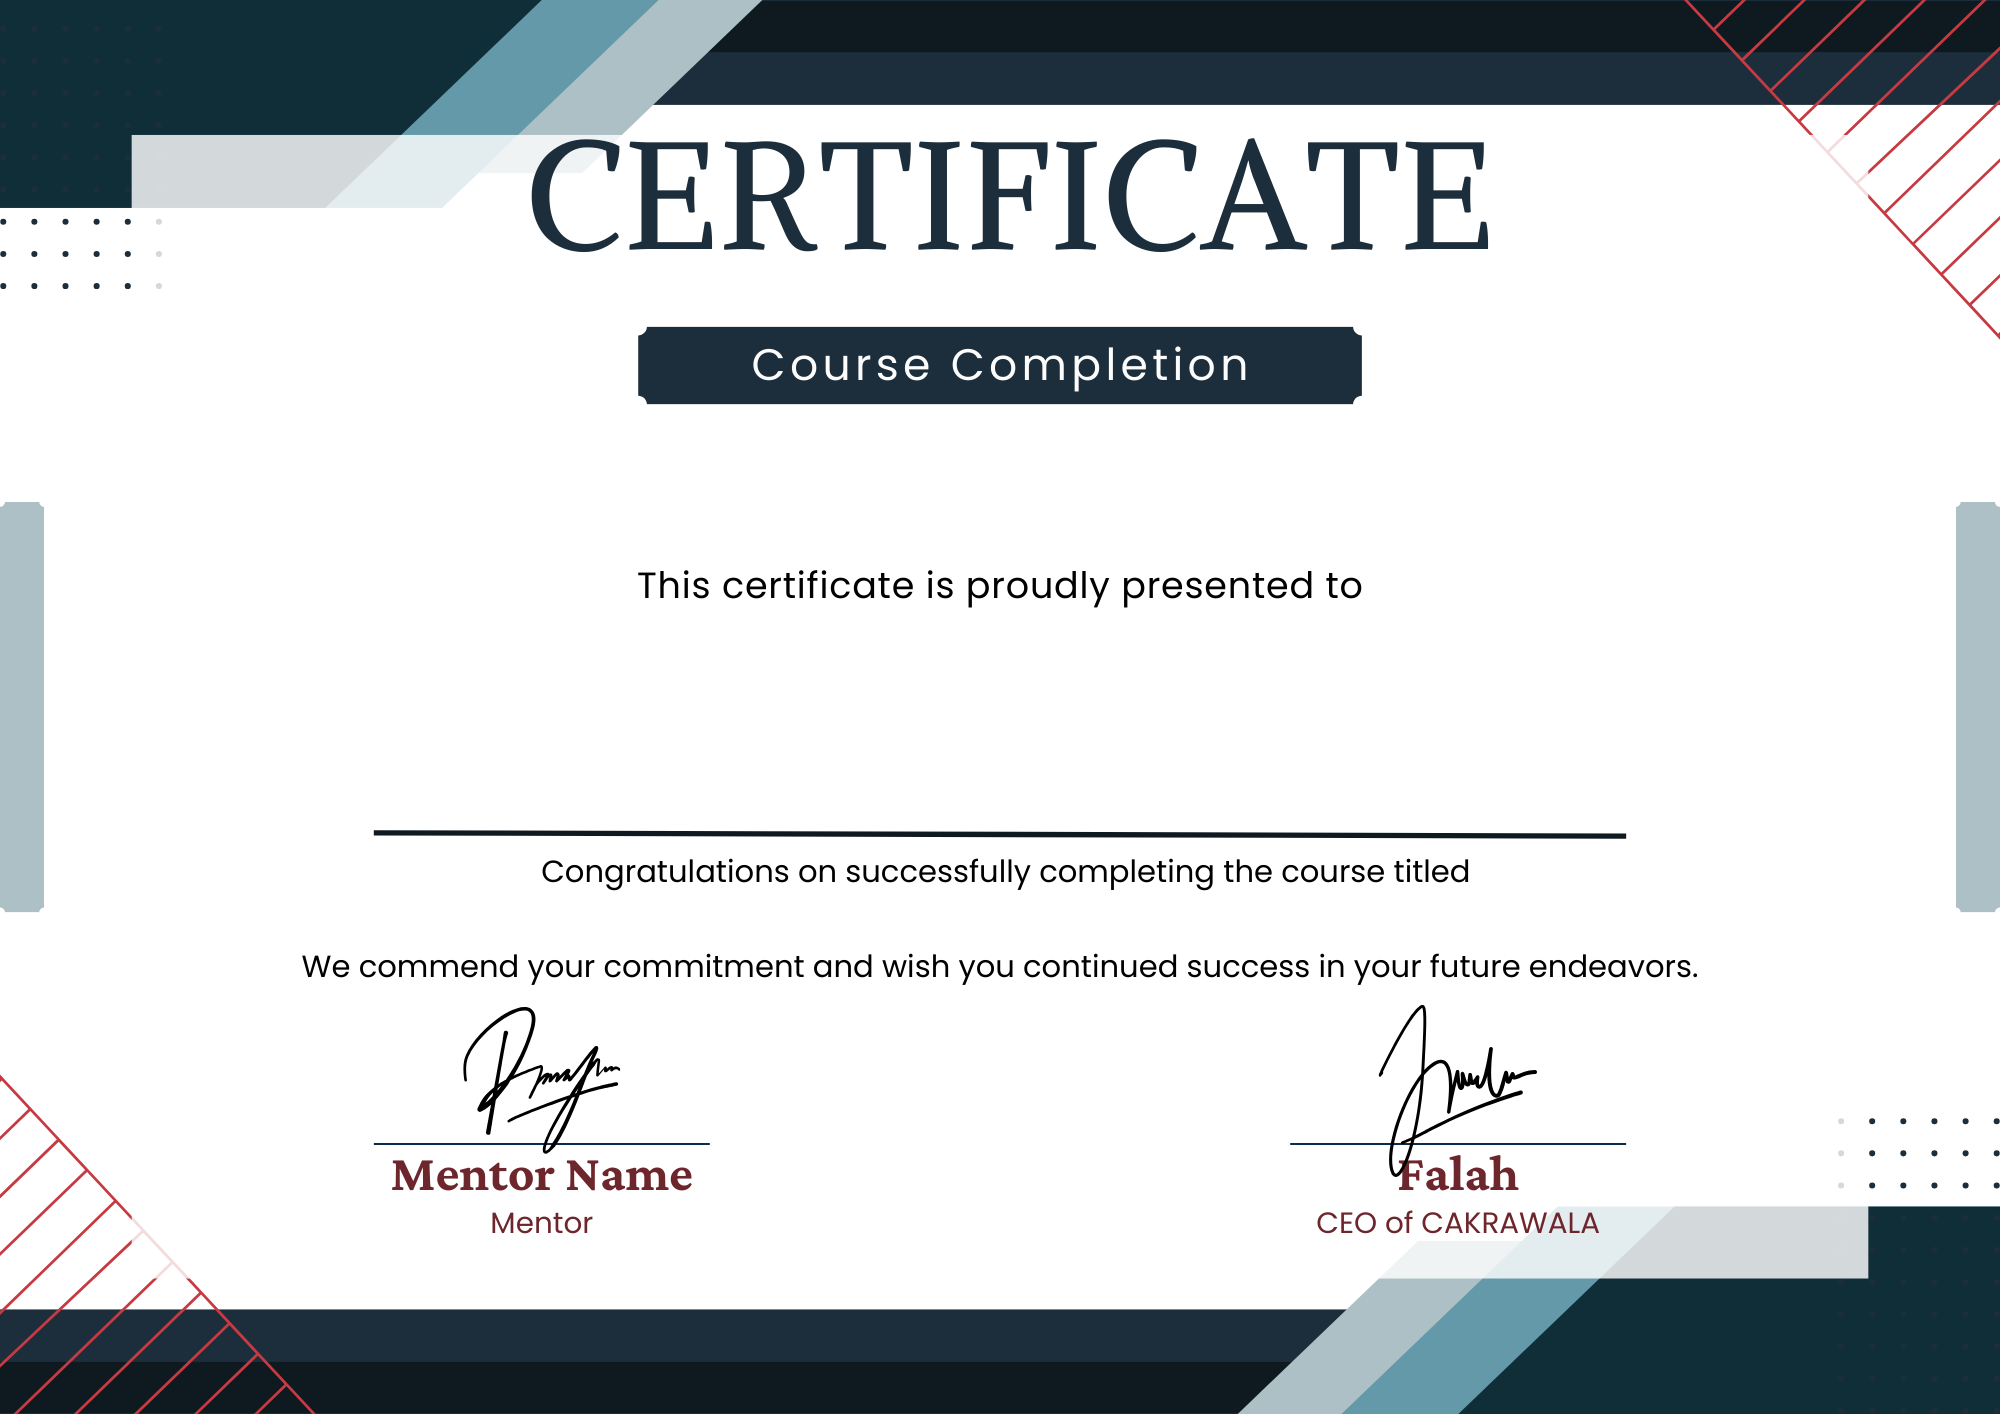 CERTIFICATE
Course Completion
This certificate is proudly presented to
Congratulations on successfully completing the course titled
We commend your commitment and wish you continued success in your future endeavors.
Mentor Name
Mentor
Falah
CEO of CAKRAWALA